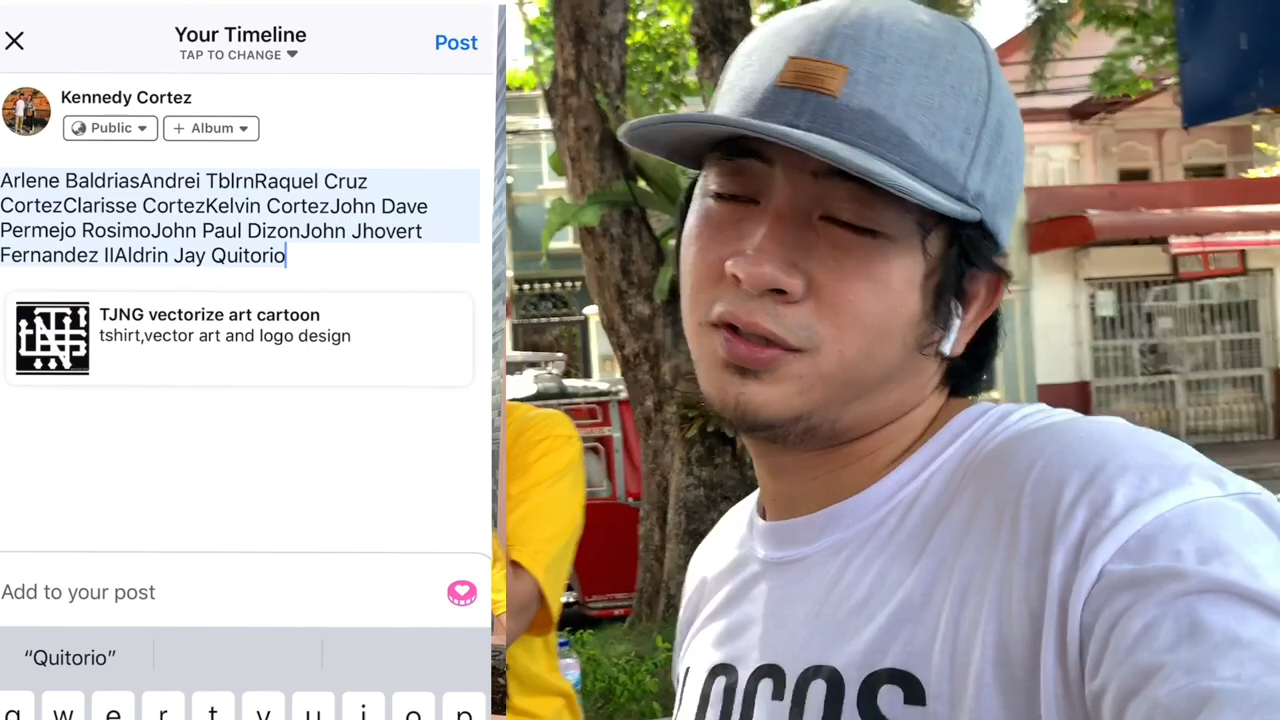 Your Timeline
TAP TO CHANGE
Post
Kennedy Cortez
Public
+ Album
Arlene BaldriasAndrei TblrnRaquel Cruz
CortezClarisse CortezKelvin CortezJohn Dave
Permejo RosimoJohn Paul DizonJohn Jhovert
Fernandez IIAldrin Jay Quitorio
TJNG vectorize art cartoon
tshirt,vector art and logo design
Add to your post
“Quitorio”
q w e r t y u i o p
LOGOS